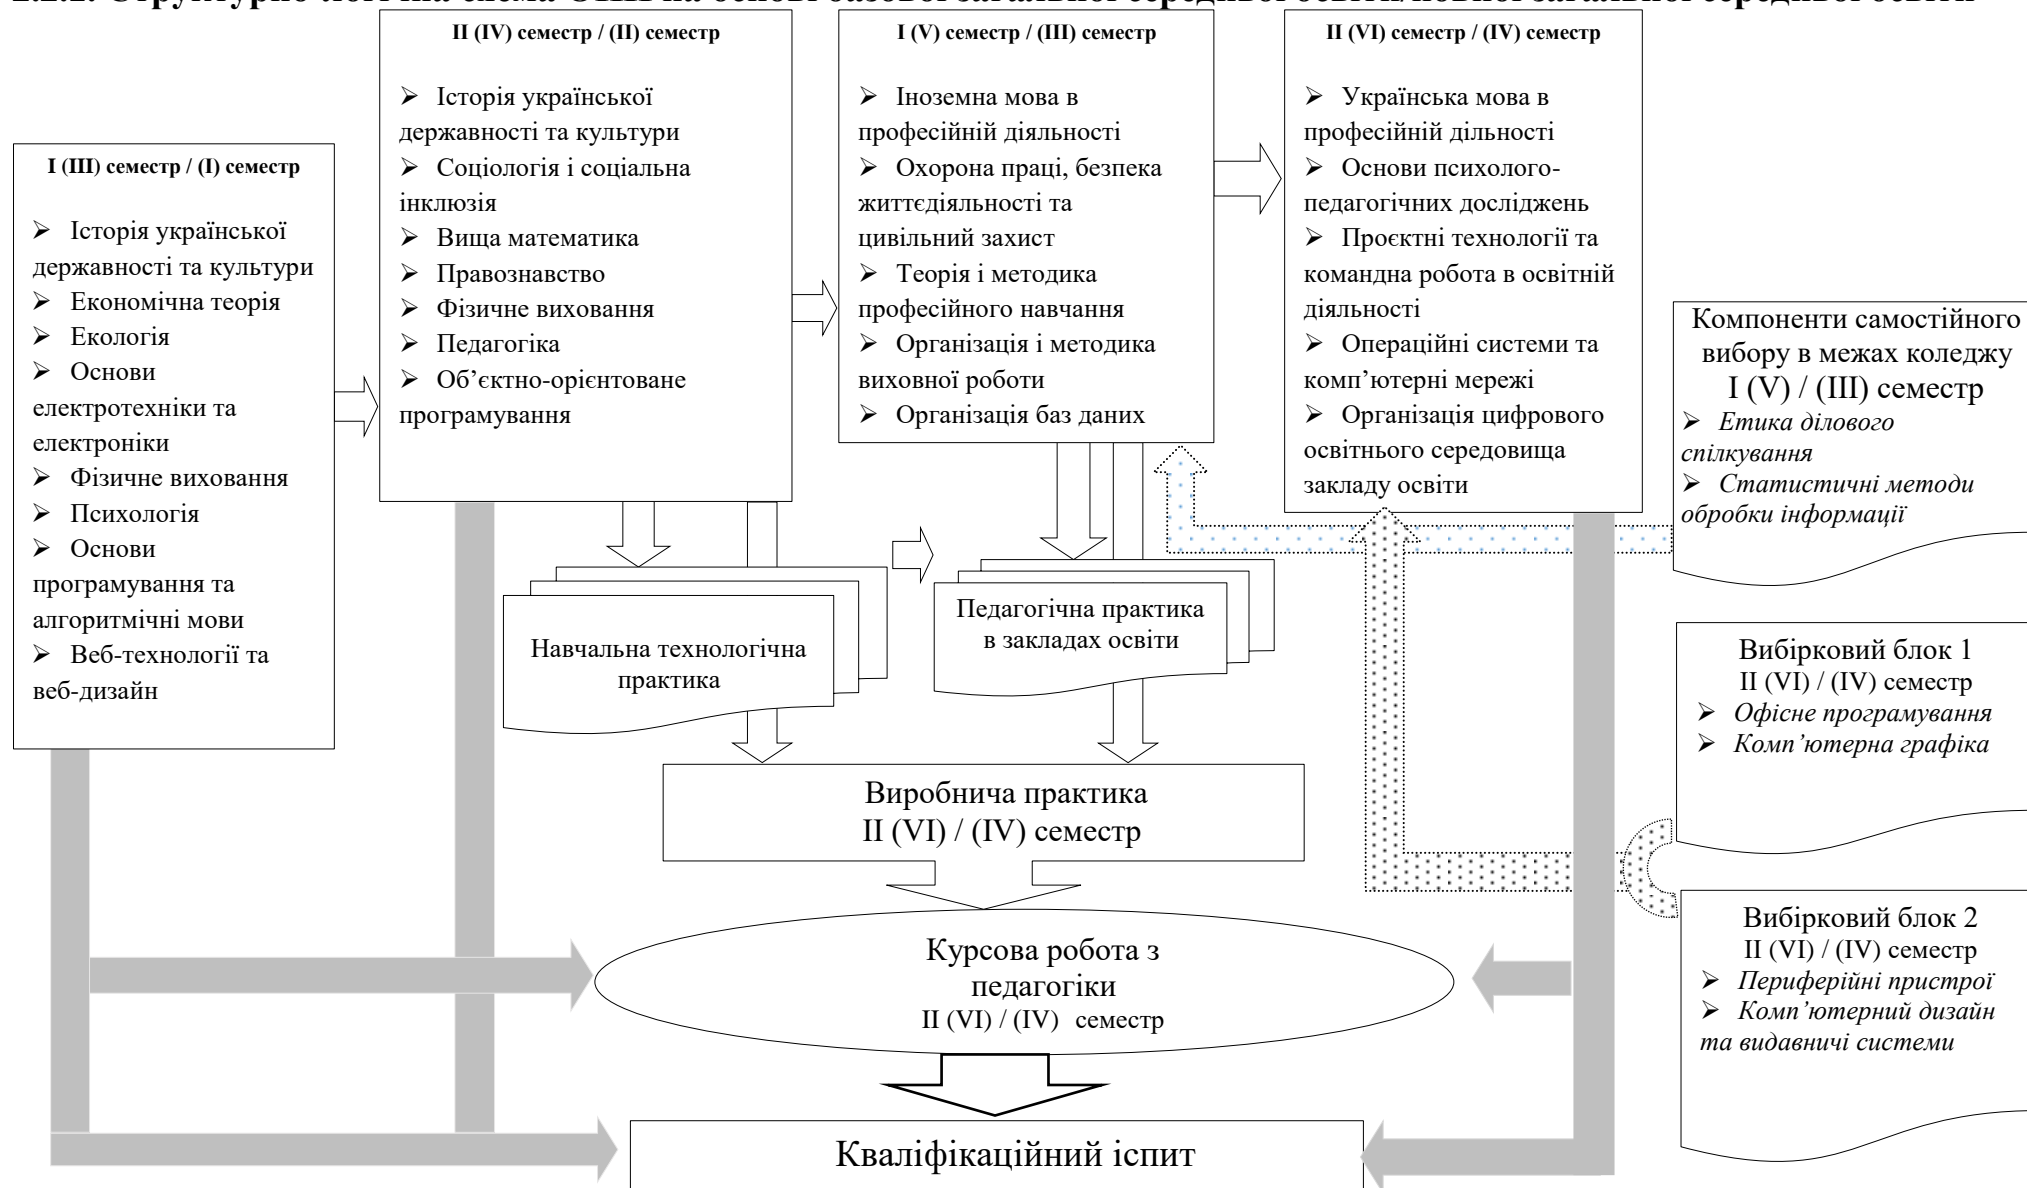 II (IV) семестр / (II) семестр
➢ Історія української
державності та культури
➢ Соціологія і соціальна
інклюзія
➢ Вища математика
➢ Правознавство
➢ Фізичне виховання
➢ Педагогіка
➢ Об’єктно-орієнтоване
програмування
I (V) семестр / (III) семестр
➢ Іноземна мова в
професійній діяльності
➢ Охорона праці, безпека
життєдіяльності та
цивільний захист
➢ Теорія і методика
професійного навчання
➢ Організація і методика
виховної роботи
➢ Організація баз даних
II (VI) семестр / (IV) семестр
➢ Українська мова в
професійній дільності
➢ Основи психолого-
педагогічних досліджень
➢ Проєктні технології та
командна робота в освітній
діяльності
➢ Операційні системи та
комп’ютерні мережі
➢ Організація цифрового
освітнього середовища
закладу освіти
I (III) семестр / (I) семестр
➢ Історія української
державності та культури
➢ Економічна теорія
➢ Екологія
➢ Основи
електротехніки та
електроніки
➢ Фізичне виховання
➢ Психологія
➢ Основи
програмування та
алгоритмічні мови
➢ Веб-технології та
веб-дизайн
Компоненти самостійного
вибору в межах коледжу
I (V) / (III) семестр
➢ Етика ділового
спілкування
➢ Статистичні методи
обробки інформації
Навчальна технологічна
практика
Педагогічна практика
в закладах освіти
Вибірковий блок 1
II (VI) / (IV) семестр
➢ Офісне програмування
➢ Комп’ютерна графіка
Виробнича практика
II (VI) / (IV) семестр
Вибірковий блок 2
II (VI) / (IV) семестр
➢ Периферійні пристрої
➢ Комп’ютерний дизайн
та видавничі системи
Курсова робота з
педагогіки
II (VI) / (IV) семестр
Кваліфікаційний іспит